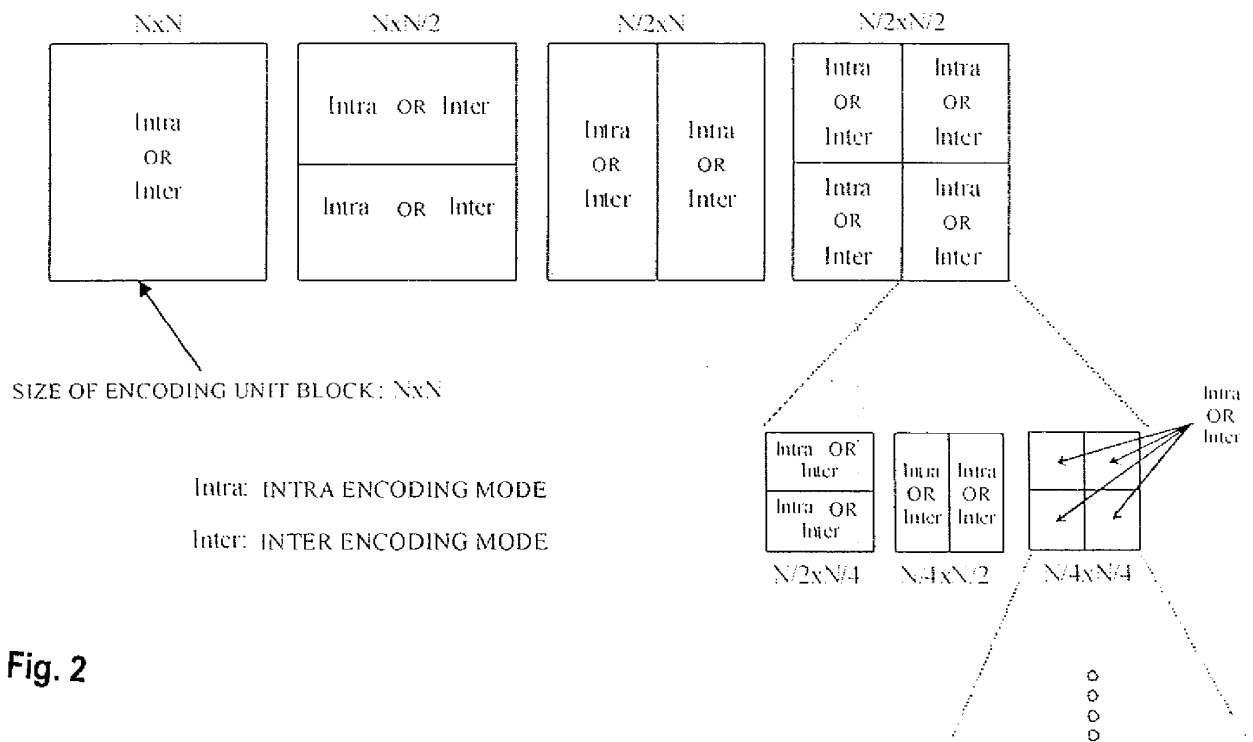 NxN
NxN/2
N/2xN
N/2xN/2
Intra
OR
Inter
Intra OR Inter
Intra OR Inter
Intra
OR
Inter
Intra
OR
Inter
Intra
OR
Inter
Intra
OR
Inter
Intra
OR
Inter
Intra
OR
Inter
SIZE OF ENCODING UNIT BLOCK: NxN
Intra: INTRA ENCODING MODE
Inter: INTER ENCODING MODE
Intra OR
Inter
Intra OR
Inter
Intra
OR
Inter
Intra
OR
Inter
Intra
OR
Inter
N/2xN/4
N/4xN/2
N/4xN/4
Fig. 2